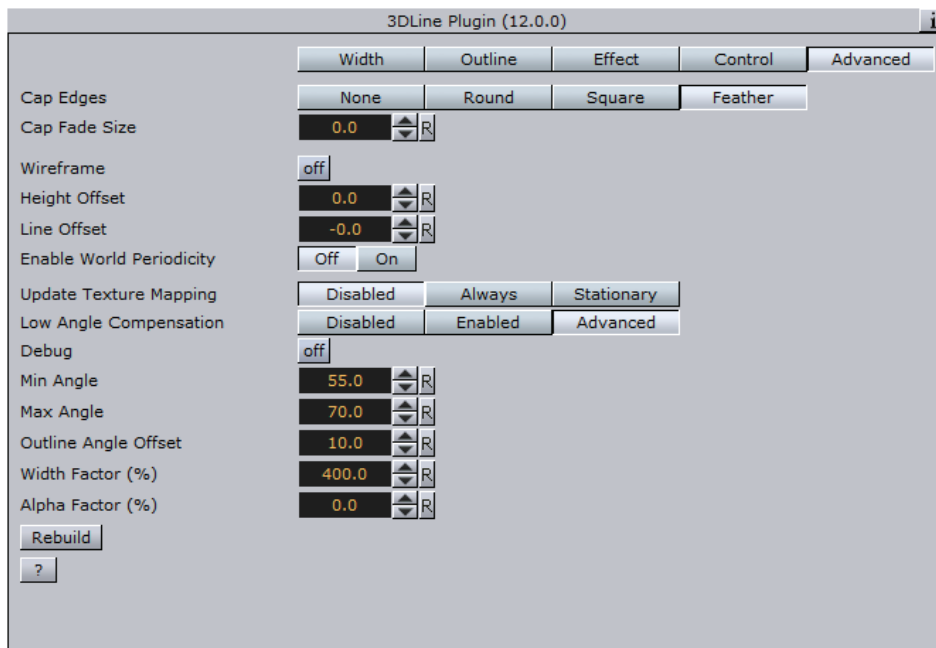 3DLine Plugin (12.0.0) i
Width Outline Effect Control Advanced
Cap Edges None Round Square Feather
Cap Fade Size 0.0 R
Wireframe off
Height Offset 0.0 R
Line Offset -0.0 R
Enable World Periodicity Off On
Update Texture Mapping Disabled Always Stationary
Low Angle Compensation Disabled Enabled Advanced
Debug off
Min Angle 55.0 R
Max Angle 70.0 R
Outline Angle Offset 10.0 R
Width Factor (%) 400.0 R
Alpha Factor (%) 0.0 R
Rebuild
?